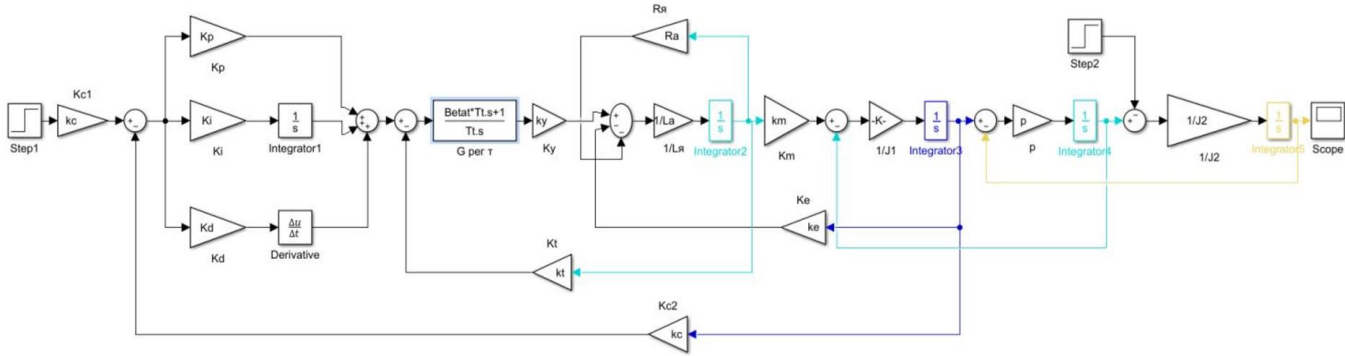 Rя
Ra
Kp
Kp
Step2
Kc1
kc
Step1
Ki
Ki
1
s
Integrator1
Betat*Tt.s+1
Tt.s
G рег т
ky
Ky
1/La
1/Lя
1
s
Integrator2
km
Km
-K-
1/J1
1
s
Integrator3
p
p
1
s
Integrator4
1/J2
1/J2
1
s
Integrator5
Scope
Kd
Kd
Δu
Δt
Derivative
Ke
ke
Kt
kt
Kc2
kc